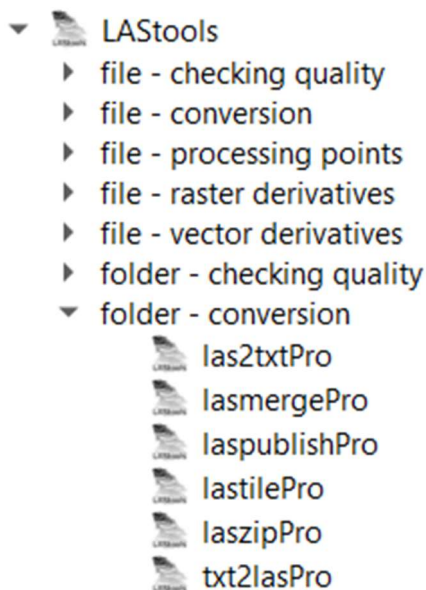 LAStools
file - checking quality
file - conversion
file - processing points
file - raster derivatives
file - vector derivatives
folder - checking quality
folder - conversion
las2txtPro
lasmergePro
laspublishPro
lastilePro
laszipPro
txt2lasPro